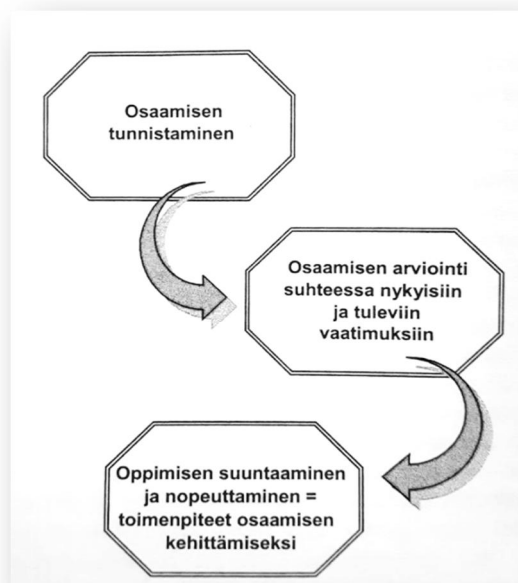 Osaamisen
tunnistaminen
Osaamisen arviointi
suhteessa nykyisiin
ja tuleviin
vaatimuksiin
Oppimisen suuntaaminen
ja nopeuttaminen =
toimenpiteet osaamisen
kehittämiseksi